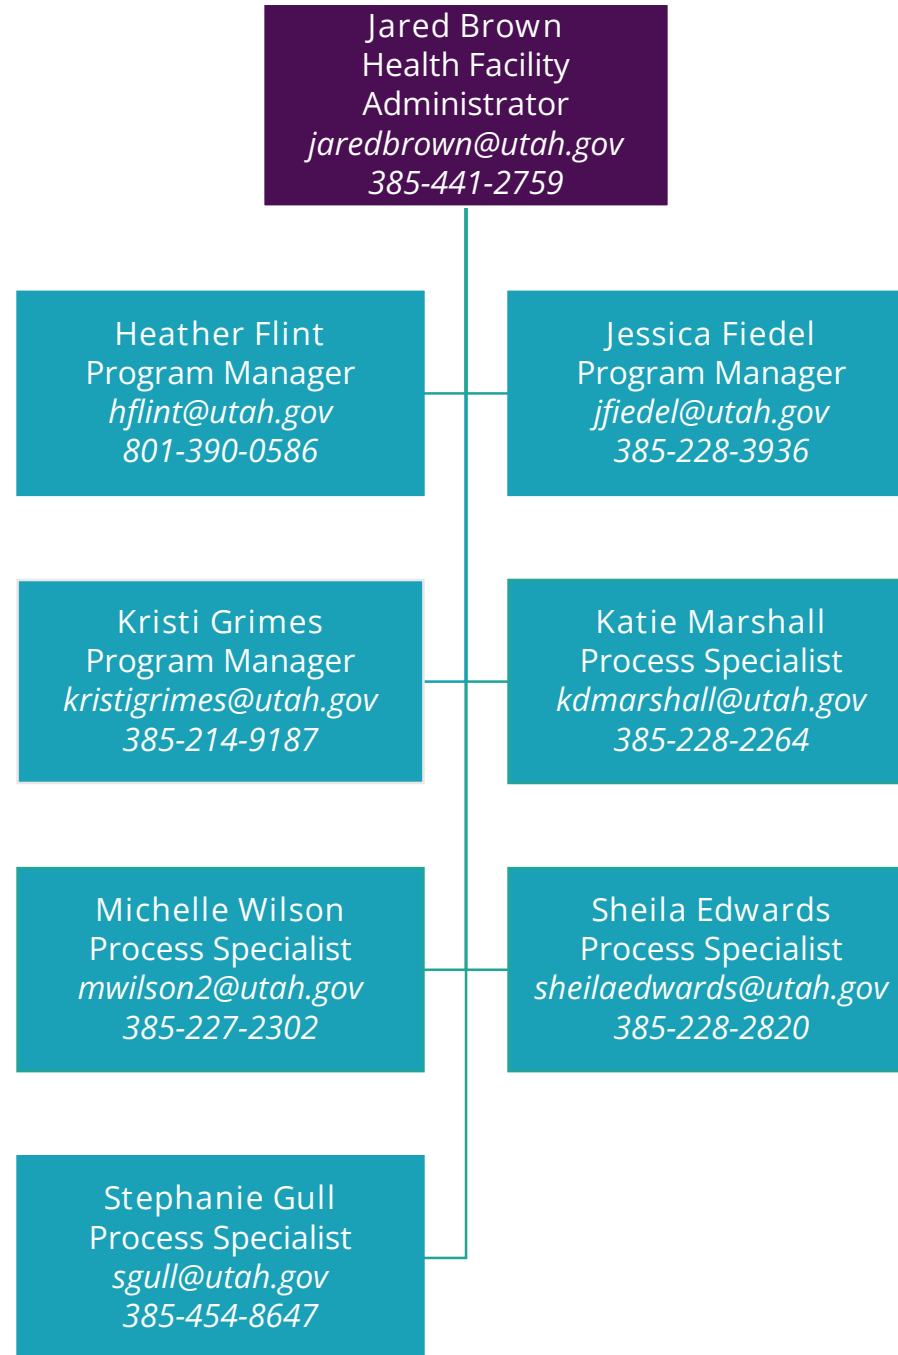 Jared Brown
Health Facility
Administrator
jaredbrown@utah.gov
385-441-2759
Heather Flint
Program Manager
hflint@utah.gov
801-390-0586
Jessica Fiedel
Program Manager
jfiedel@utah.gov
385-228-3936
Kristi Grimes
Program Manager
kristigrimes@utah.gov
385-214-9187
Katie Marshall
Process Specialist
kdmarshall@utah.gov
385-228-2264
Michelle Wilson
Process Specialist
mwilson2@utah.gov
385-227-2302
Sheila Edwards
Process Specialist
sheilaedwards@utah.gov
385-228-2820
Stephanie Gull
Process Specialist
sgull@utah.gov
385-454-8647